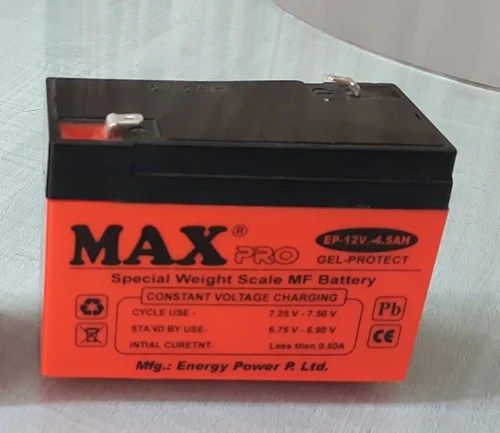 MAX® PRO
EP-12V.-4.5AH
GEL-PROTECT
Special Weight Scale MF Battery
CONSTANT VOLTAGE CHARGING
CYCLE USE - 7.25 V - 7.50 V
STAND BY USE- 6.75 V - 6.90 V
INTIAL CURETNT- Less then 0.50A
Pb
CE
Mfg.: Energy Power P. Ltd.